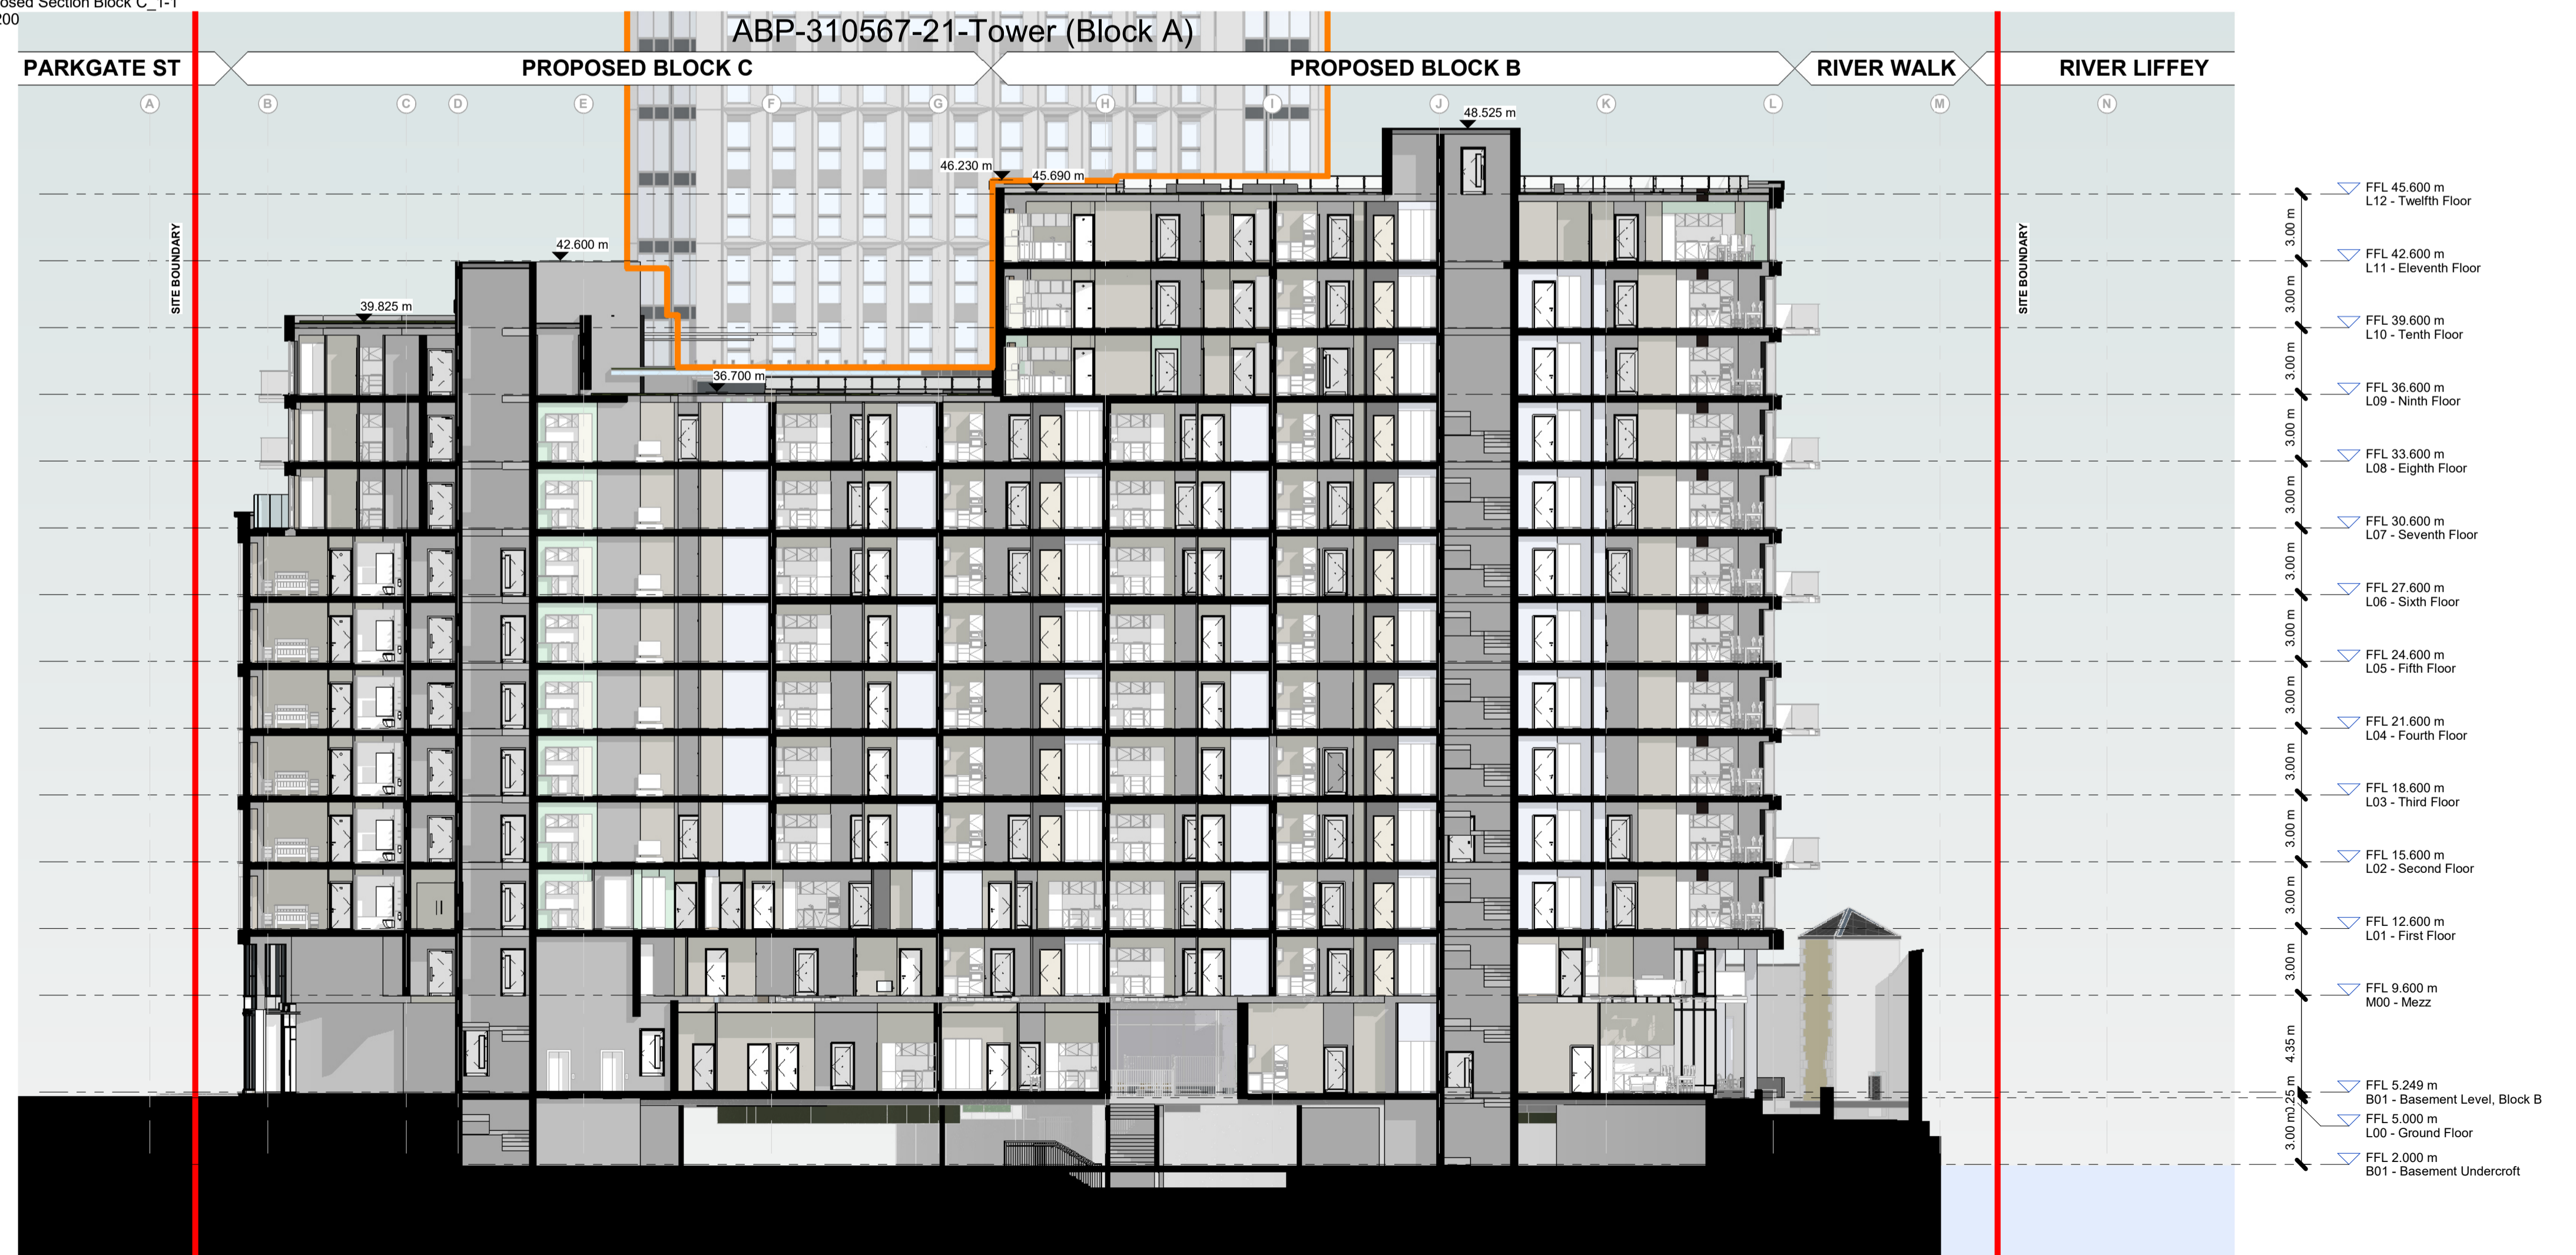 osed Section Block C_1-1
200
ABP-310567-21-Tower (Block A)
PARKGATE ST
PROPOSED BLOCK C
PROPOSED BLOCK B
RIVER WALK
RIVER LIFFEY
A
B
C
D
E
F
G
H
I
J
K
L
M
N
48.525 m
46.230 m
45.690 m
42.600 m
39.825 m
36.700 m
SITE BOUNDARY
SITE BOUNDARY
FFL 45.600 m
L12 - Twelfth Floor
3.00 m
FFL 42.600 m
L11 - Eleventh Floor
3.00 m
FFL 39.600 m
L10 - Tenth Floor
3.00 m
FFL 36.600 m
L09 - Ninth Floor
3.00 m
FFL 33.600 m
L08 - Eighth Floor
3.00 m
FFL 30.600 m
L07 - Seventh Floor
3.00 m
FFL 27.600 m
L06 - Sixth Floor
3.00 m
FFL 24.600 m
L05 - Fifth Floor
3.00 m
FFL 21.600 m
L04 - Fourth Floor
3.00 m
FFL 18.600 m
L03 - Third Floor
3.00 m
FFL 15.600 m
L02 - Second Floor
3.00 m
FFL 12.600 m
L01 - First Floor
3.00 m
FFL 9.600 m
M00 - Mezz
4.35 m
FFL 5.249 m
B01 - Basement Level, Block B
0.25 m
FFL 5.000 m
L00 - Ground Floor
3.00 m
FFL 2.000 m
B01 - Basement Undercroft